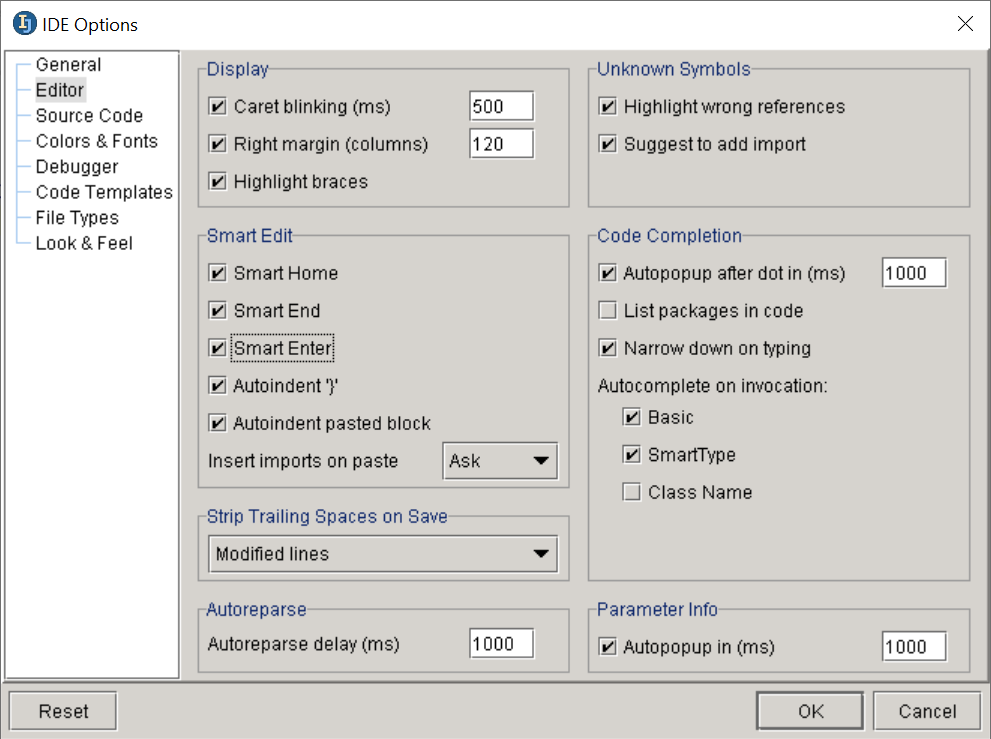 IJ IDE Options
General
Editor
Source Code
Colors & Fonts
Debugger
Code Templates
File Types
Look & Feel
Display
Caret blinking (ms) 500
Right margin (columns) 120
Highlight braces
Smart Edit
Smart Home
Smart End
Smart Enter
Autoindent '}'
Autoindent pasted block
Insert imports on paste Ask
Strip Trailing Spaces on Save
Modified lines
Autoreparse
Autoreparse delay (ms) 1000
Unknown Symbols
Highlight wrong references
Suggest to add import
Code Completion
Autopopup after dot in (ms) 1000
List packages in code
Narrow down on typing
Autocomplete on invocation:
Basic
SmartType
Class Name
Parameter Info
Autopopup in (ms) 1000
Reset OK Cancel